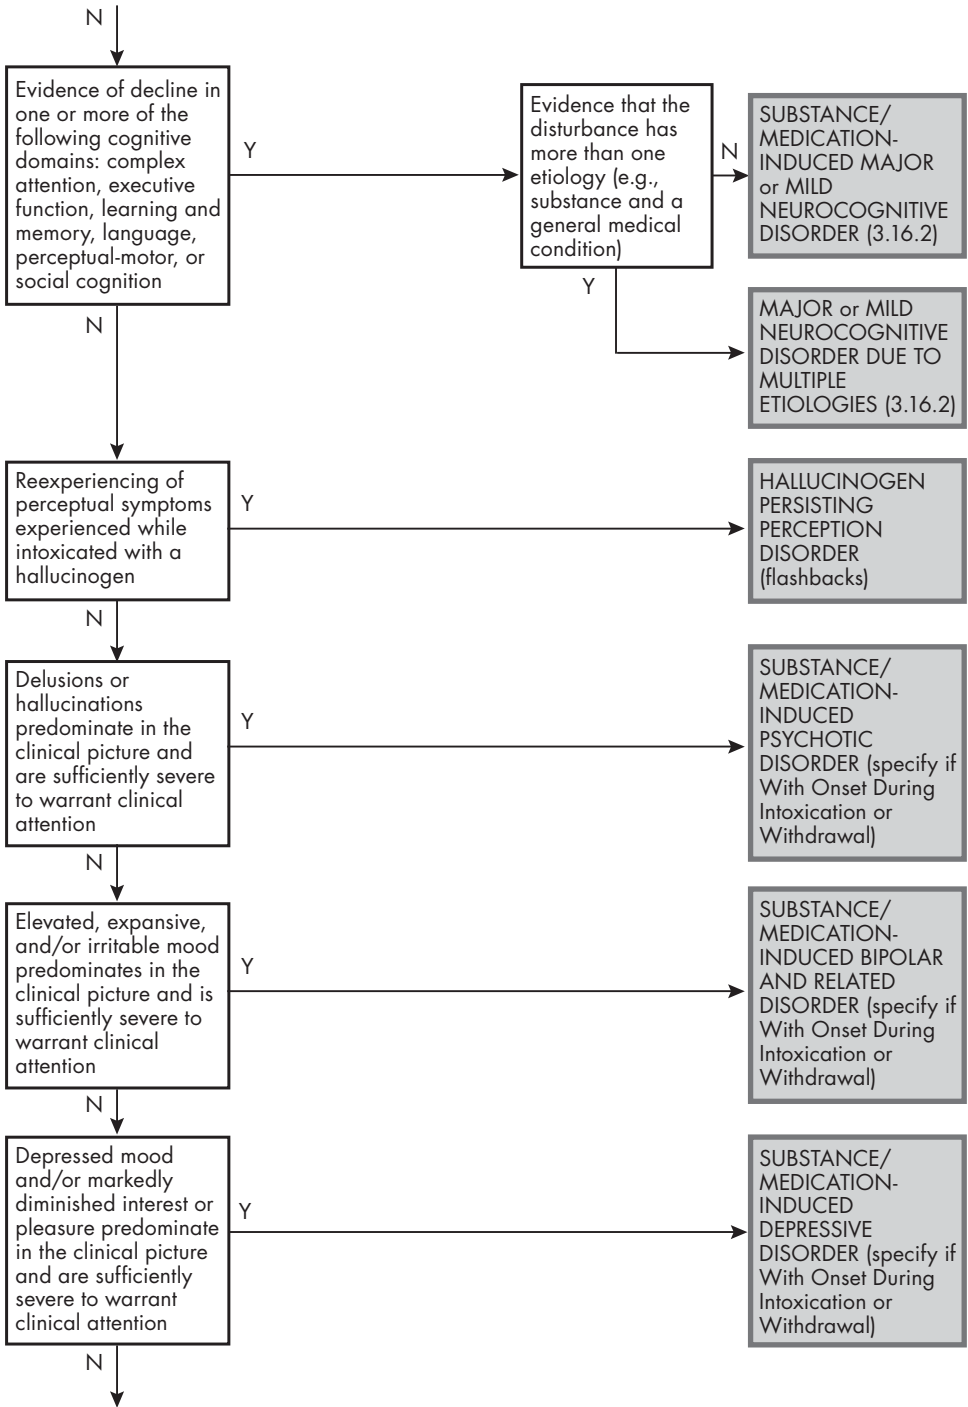 N
Evidence of decline in
one or more of the
following cognitive
domains: complex
attention, executive
function, learning and
memory, language,
perceptual-motor, or
social cognition
Y
Evidence that the
disturbance has
more than one
etiology (e.g.,
substance and a
general medical
condition)
N
SUBSTANCE/
MEDICATION-
INDUCED MAJOR
or MILD
NEUROCOGNITIVE
DISORDER (3.16.2)
Y
MAJOR or MILD
NEUROCOGNITIVE
DISORDER DUE TO
MULTIPLE
ETIOLOGIES (3.16.2)
N
Reexperiencing of
perceptual symptoms
experienced while
intoxicated with a
hallucinogen
Y
HALLUCINOGEN
PERSISTING
PERCEPTION
DISORDER
(flashbacks)
N
Delusions or
hallucinations
predominate in the
clinical picture and
are sufficiently severe
to warrant clinical
attention
Y
SUBSTANCE/
MEDICATION-
INDUCED
PSYCHOTIC
DISORDER (specify if
With Onset During
Intoxication or
Withdrawal)
N
Elevated, expansive,
and/or irritable mood
predominates in the
clinical picture and is
sufficiently severe to
warrant clinical
attention
Y
SUBSTANCE/
MEDICATION-
INDUCED BIPOLAR
AND RELATED
DISORDER (specify if
With Onset During
Intoxication or
Withdrawal)
N
Depressed mood
and/or markedly
diminished interest or
pleasure predominate
in the clinical picture
and are sufficiently
severe to warrant
clinical attention
Y
SUBSTANCE/
MEDICATION-
INDUCED
DEPRESSIVE
DISORDER (specify if
With Onset During
Intoxication or
Withdrawal)
N